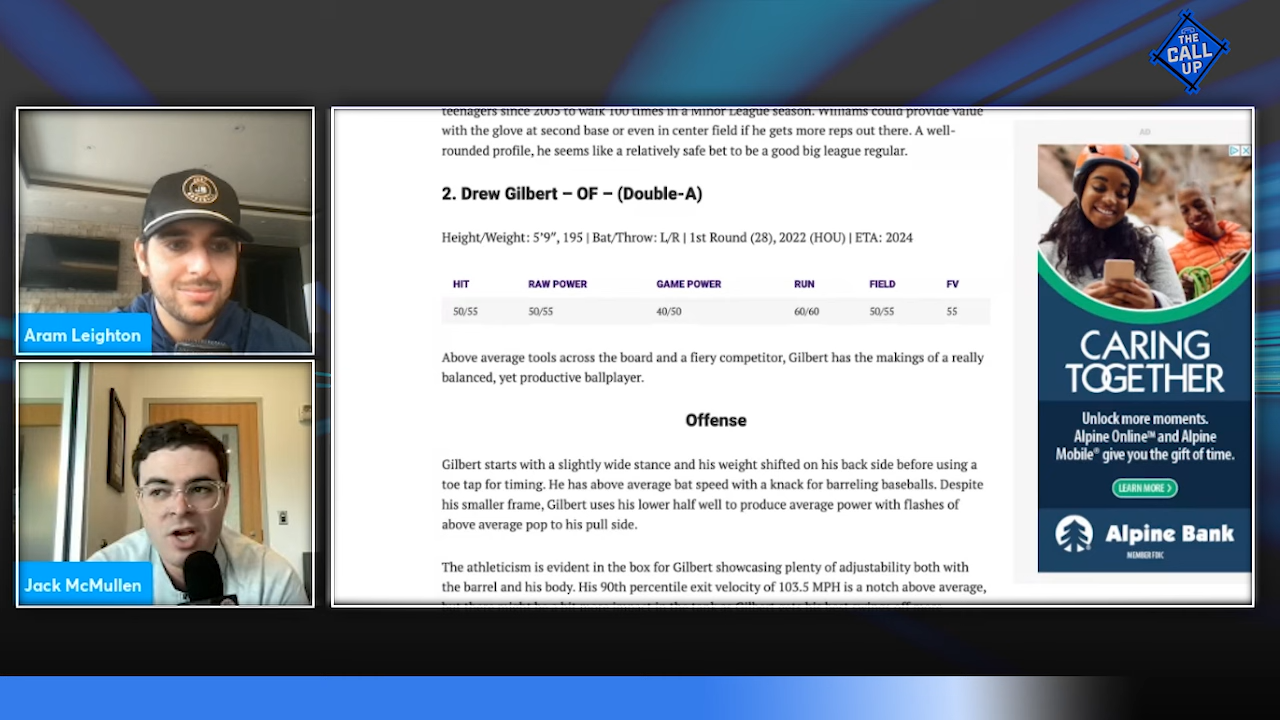 THE
CALL
UP
teenagers since 2005 to walk 100 times in a Minor League season. Williams could provide value
with the glove at second base or even in center field if he gets more reps out there. A well-
rounded profile, he seems like a relatively safe bet to be a good big league regular.
2. Drew Gilbert – OF – (Double-A)
Height/Weight: 5’9″, 195 | Bat/Throw: L/R | 1st Round (28), 2022 (HOU) | ETA: 2024
HIT RAW POWER GAME POWER RUN FIELD FV
50/55 50/55 40/50 60/60 50/55 55
Above average tools across the board and a fiery competitor, Gilbert has the makings of a really
balanced, yet productive ballplayer.
Offense
Gilbert starts with a slightly wide stance and his weight shifted on his back side before using a
toe tap for timing. He has above average bat speed with a knack for barreling baseballs. Despite
his smaller frame, Gilbert uses his lower half well to produce average power with flashes of
above average pop to his pull side.
The athleticism is evident in the box for Gilbert showcasing plenty of adjustability both with
the barrel and his body. His 90th percentile exit velocity of 103.5 MPH is a notch above average,
Aram Leighton
Jack McMullen
AD
CARING
TOGETHER
Unlock more moments.
Alpine Online™ and Alpine
Mobile® give you the gift of time.
LEARN MORE >
Alpine Bank
MEMBER FDIC